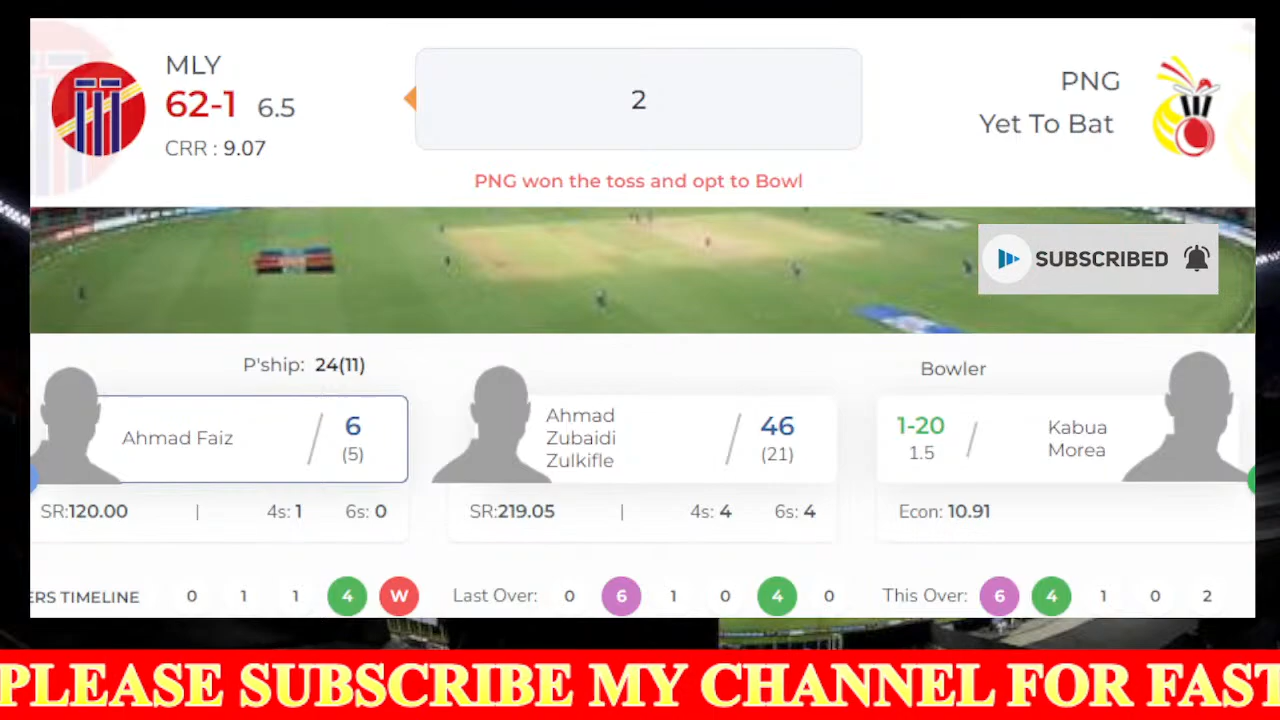 MLY
62-1 6.5
CRR : 9.07
2
PNG
Yet To Bat
PNG won the toss and opt to Bowl
SUBSCRIBED
P'ship: 24(11)
Ahmad Faiz
6
(5)
SR:120.00 | 4s: 1 6s: 0
Ahmad
Zubaidi
Zulkifle
46
(21)
SR:219.05 | 4s: 4 6s: 4
Bowler
1-20
1.5
Kabua
Morea
Econ: 10.91
ERS TIMELINE 0 1 1 4 W Last Over: 0 6 1 0 4 0 This Over: 6 4 1 0 2
PLEASE SUBSCRIBE MY CHANNEL FOR FAST